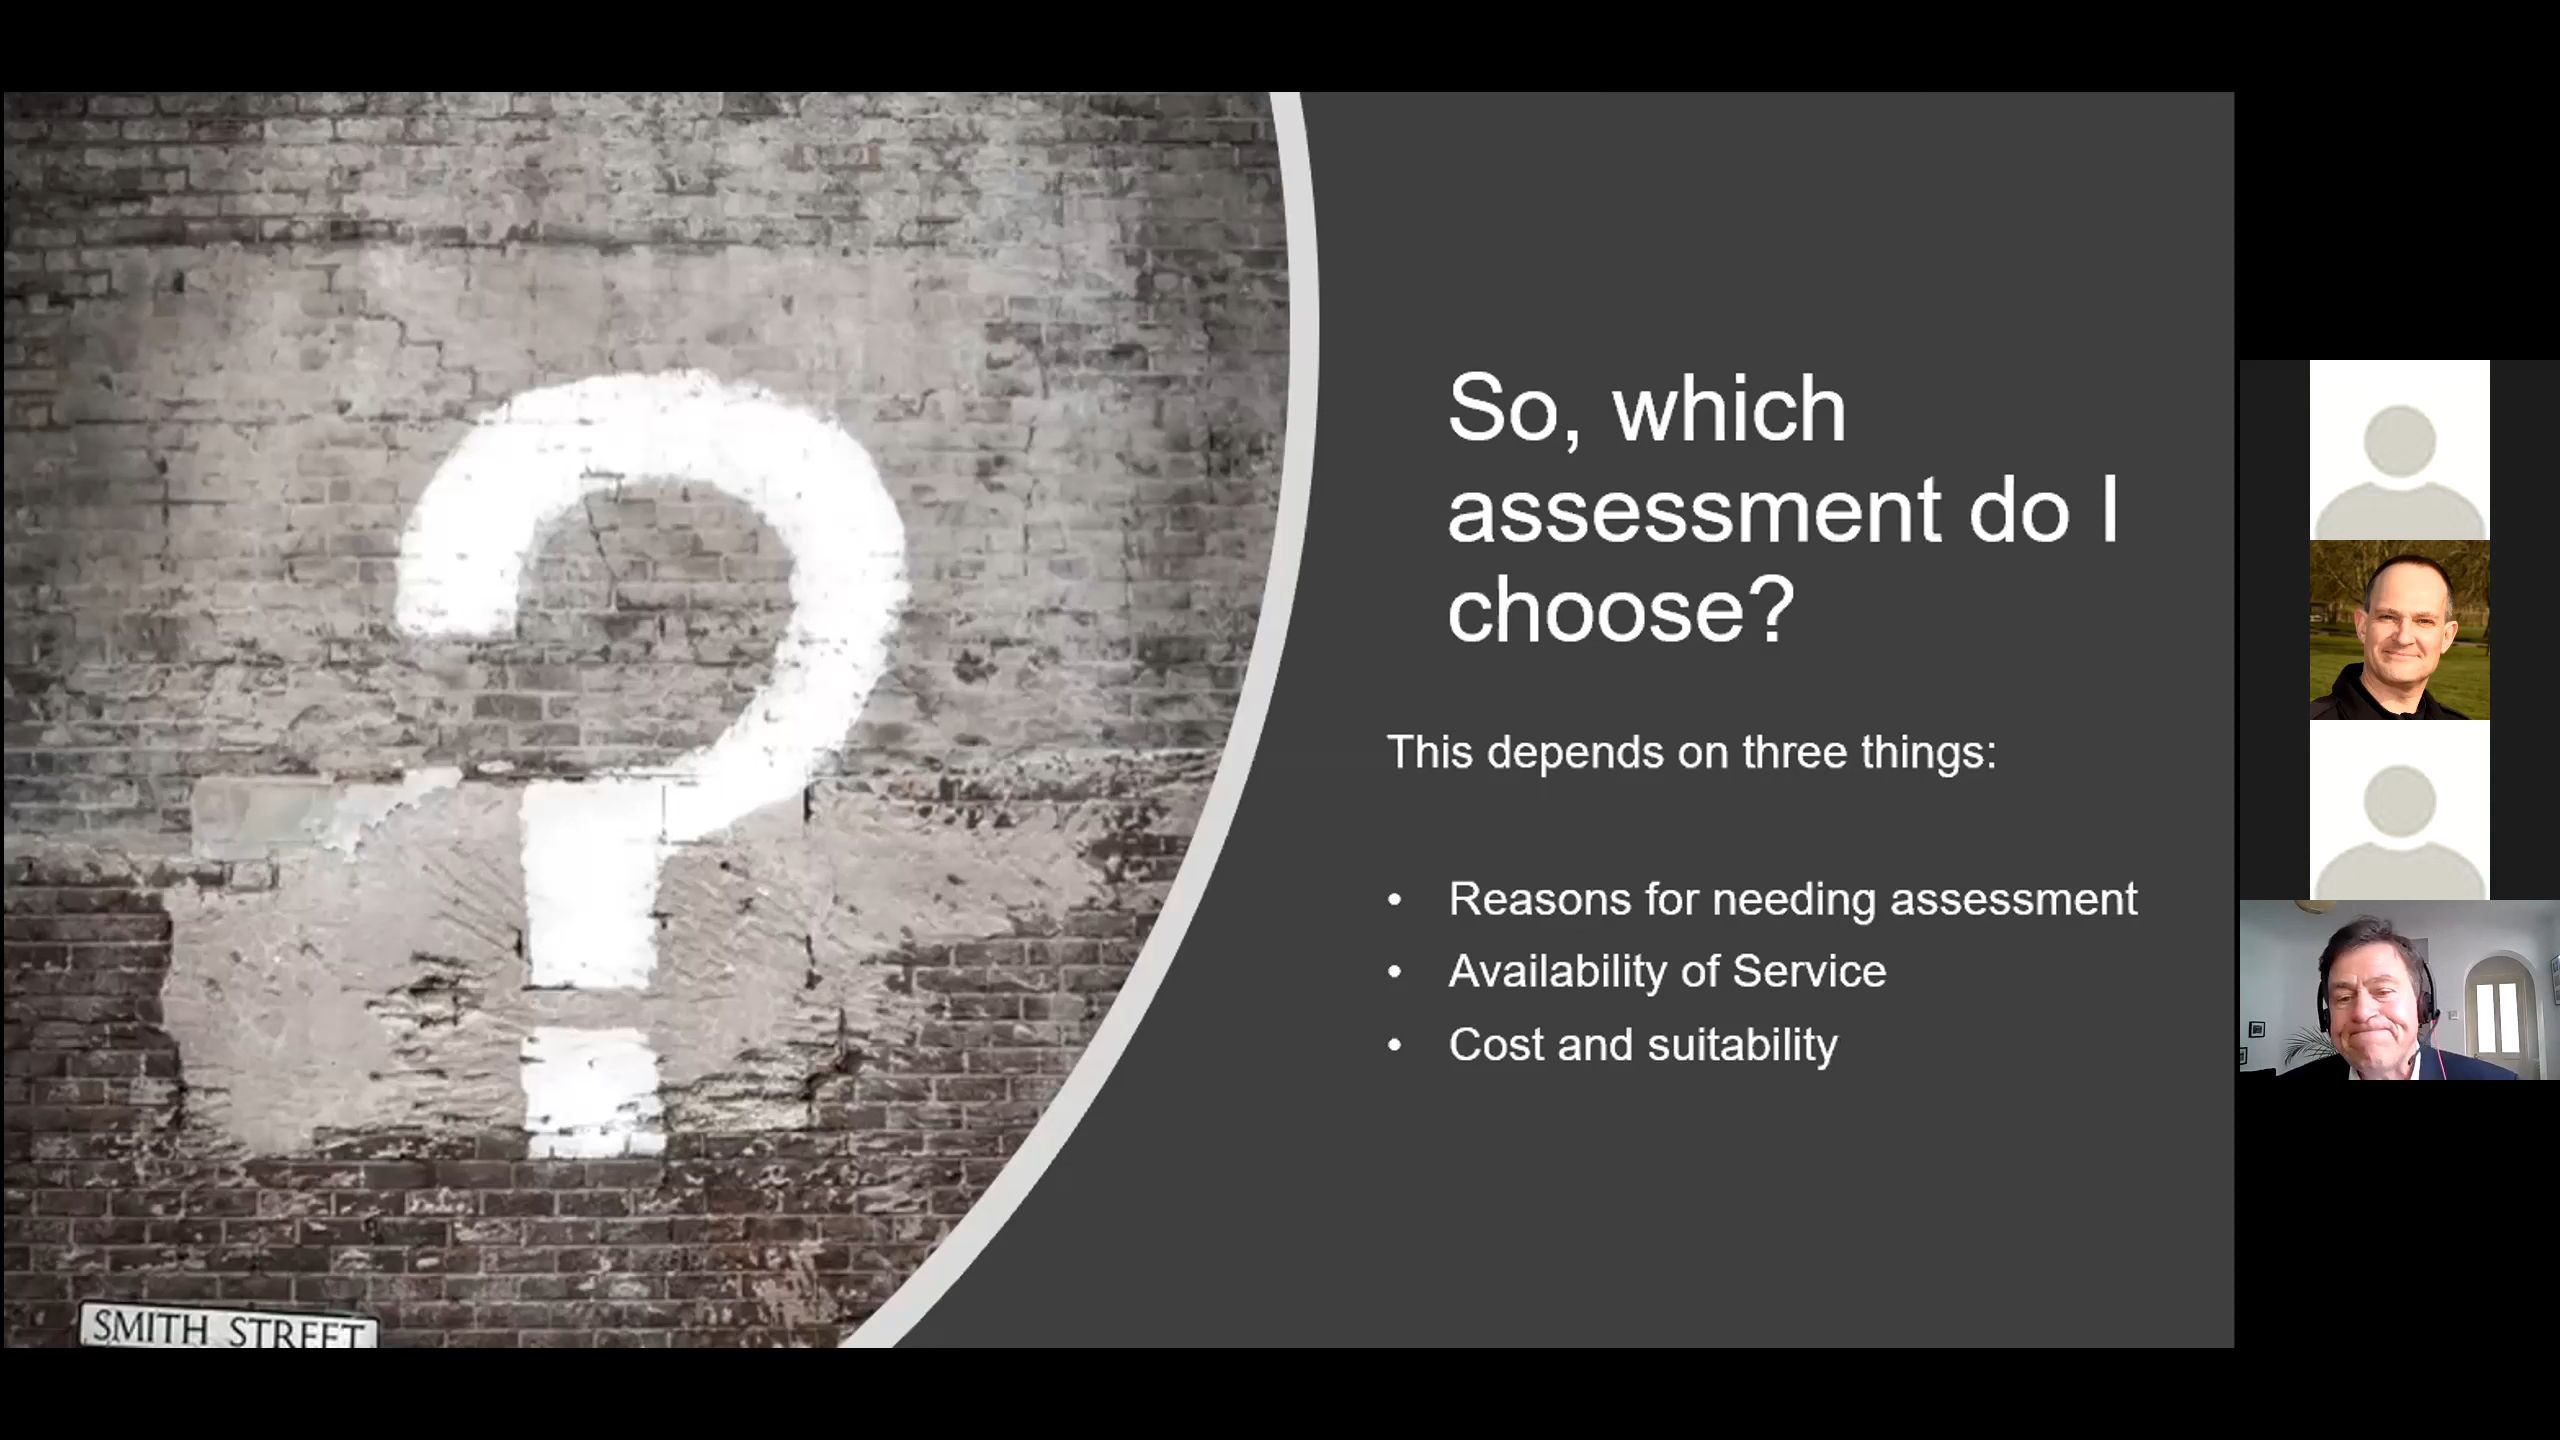 So, which
assessment do I
choose?
This depends on three things:
• Reasons for needing assessment
• Availability of Service
• Cost and suitability
SMITH STREET